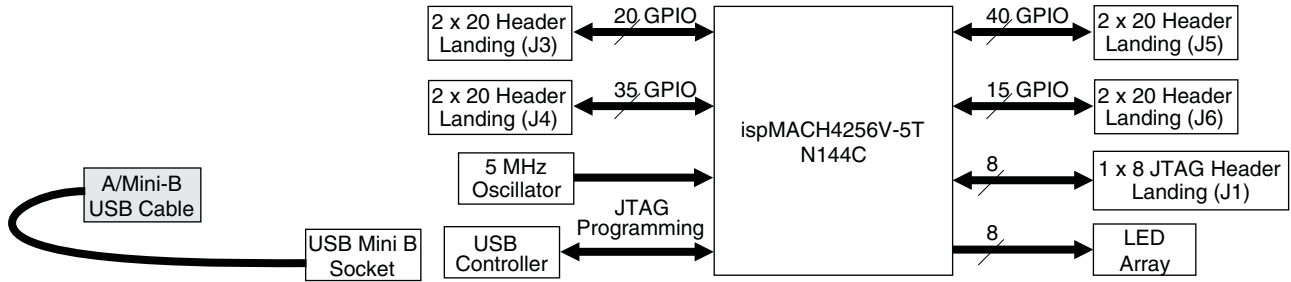 2 x 20 Header
Landing (J3)
20 GPIO
40 GPIO
2 x 20 Header
Landing (J5)
2 x 20 Header
Landing (J4)
35 GPIO
ispMACH4256V-5T
N144C
15 GPIO
2 x 20 Header
Landing (J6)
5 MHz
Oscillator
8
1 x 8 JTAG Header
Landing (J1)
A/Mini-B
USB Cable
USB Mini B
Socket
USB
Controller
JTAG
Programming
8
LED
Array